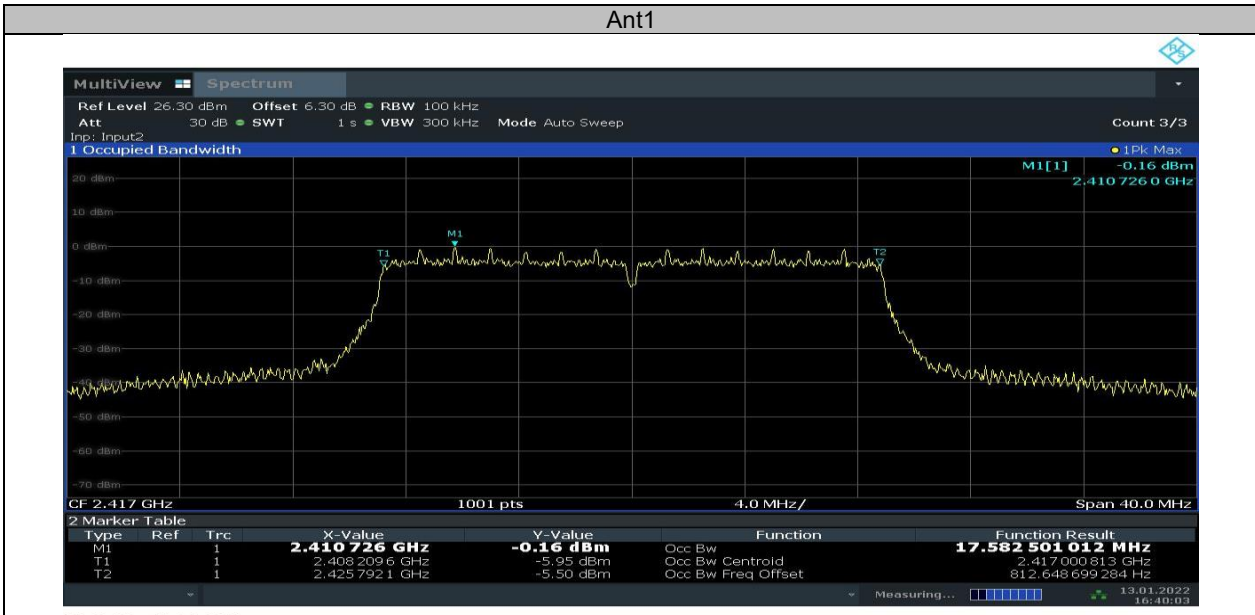 Ant1
R&S
MultiView Spectrum
Ref Level 26.30 dBm Offset 6.30 dB RBW 100 kHz
Att 30 dB SWT 1 s VBW 300 kHz Mode Auto Sweep Count 3/3
Inp: Input2
1 Occupied Bandwidth 1Pk Max
M1[1] -0.16 dBm
2.410 726 0 GHz
20 dBm
10 dBm
M1
0 dBm
T1 T2
-10 dBm
-20 dBm
-30 dBm
-40 dBm
-50 dBm
-60 dBm
-70 dBm
CF 2.417 GHz 1001 pts 4.0 MHz/ Span 40.0 MHz
2 Marker Table
Type Ref Trc X-Value Y-Value Function Function Result
M1 1 2.410 726 GHz -0.16 dBm Occ Bw 17.582 501 012 MHz
T1 1 2.408 209 6 GHz -5.95 dBm Occ Bw Centroid 2.417 000 813 GHz
T2 1 2.425 792 1 GHz -5.50 dBm Occ Bw Freq Offset 812.648 699 284 Hz
Measuring... 13.01.2022
16:40:03